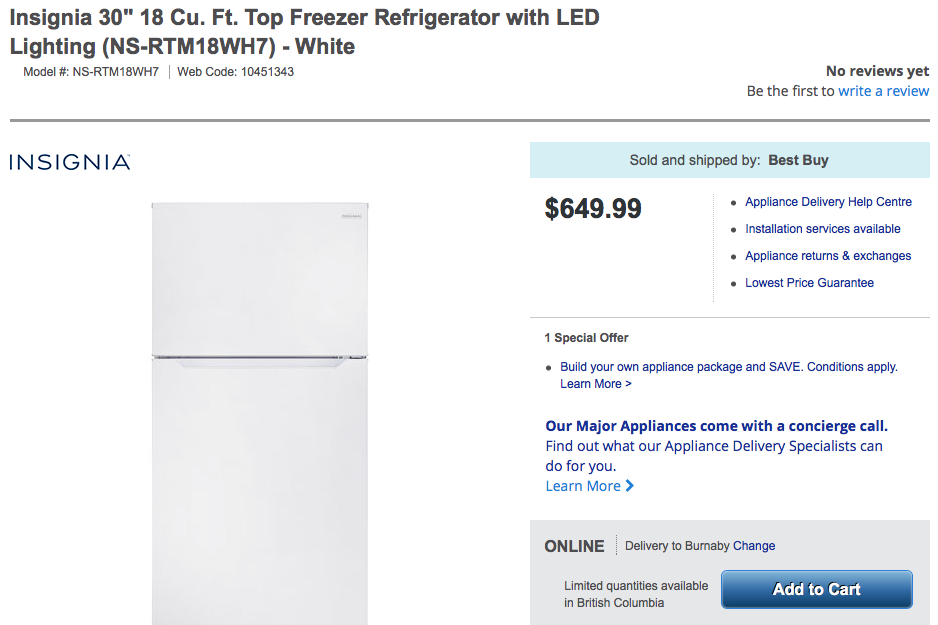 Insignia 30" 18 Cu. Ft. Top Freezer Refrigerator with LED
Lighting (NS-RTM18WH7) - White
Model #: NS-RTM18WH7 | Web Code: 10451343
No reviews yet
Be the first to write a review
INSIGNIA™
Sold and shipped by: Best Buy
$649.99
• Appliance Delivery Help Centre
• Installation services available
• Appliance returns & exchanges
• Lowest Price Guarantee
1 Special Offer
• Build your own appliance package and SAVE. Conditions apply.
Learn More >
Our Major Appliances come with a concierge call.
Find out what our Appliance Delivery Specialists can
do for you.
Learn More >
ONLINE
Delivery to Burnaby Change
Limited quantities available
in British Columbia
Add to Cart